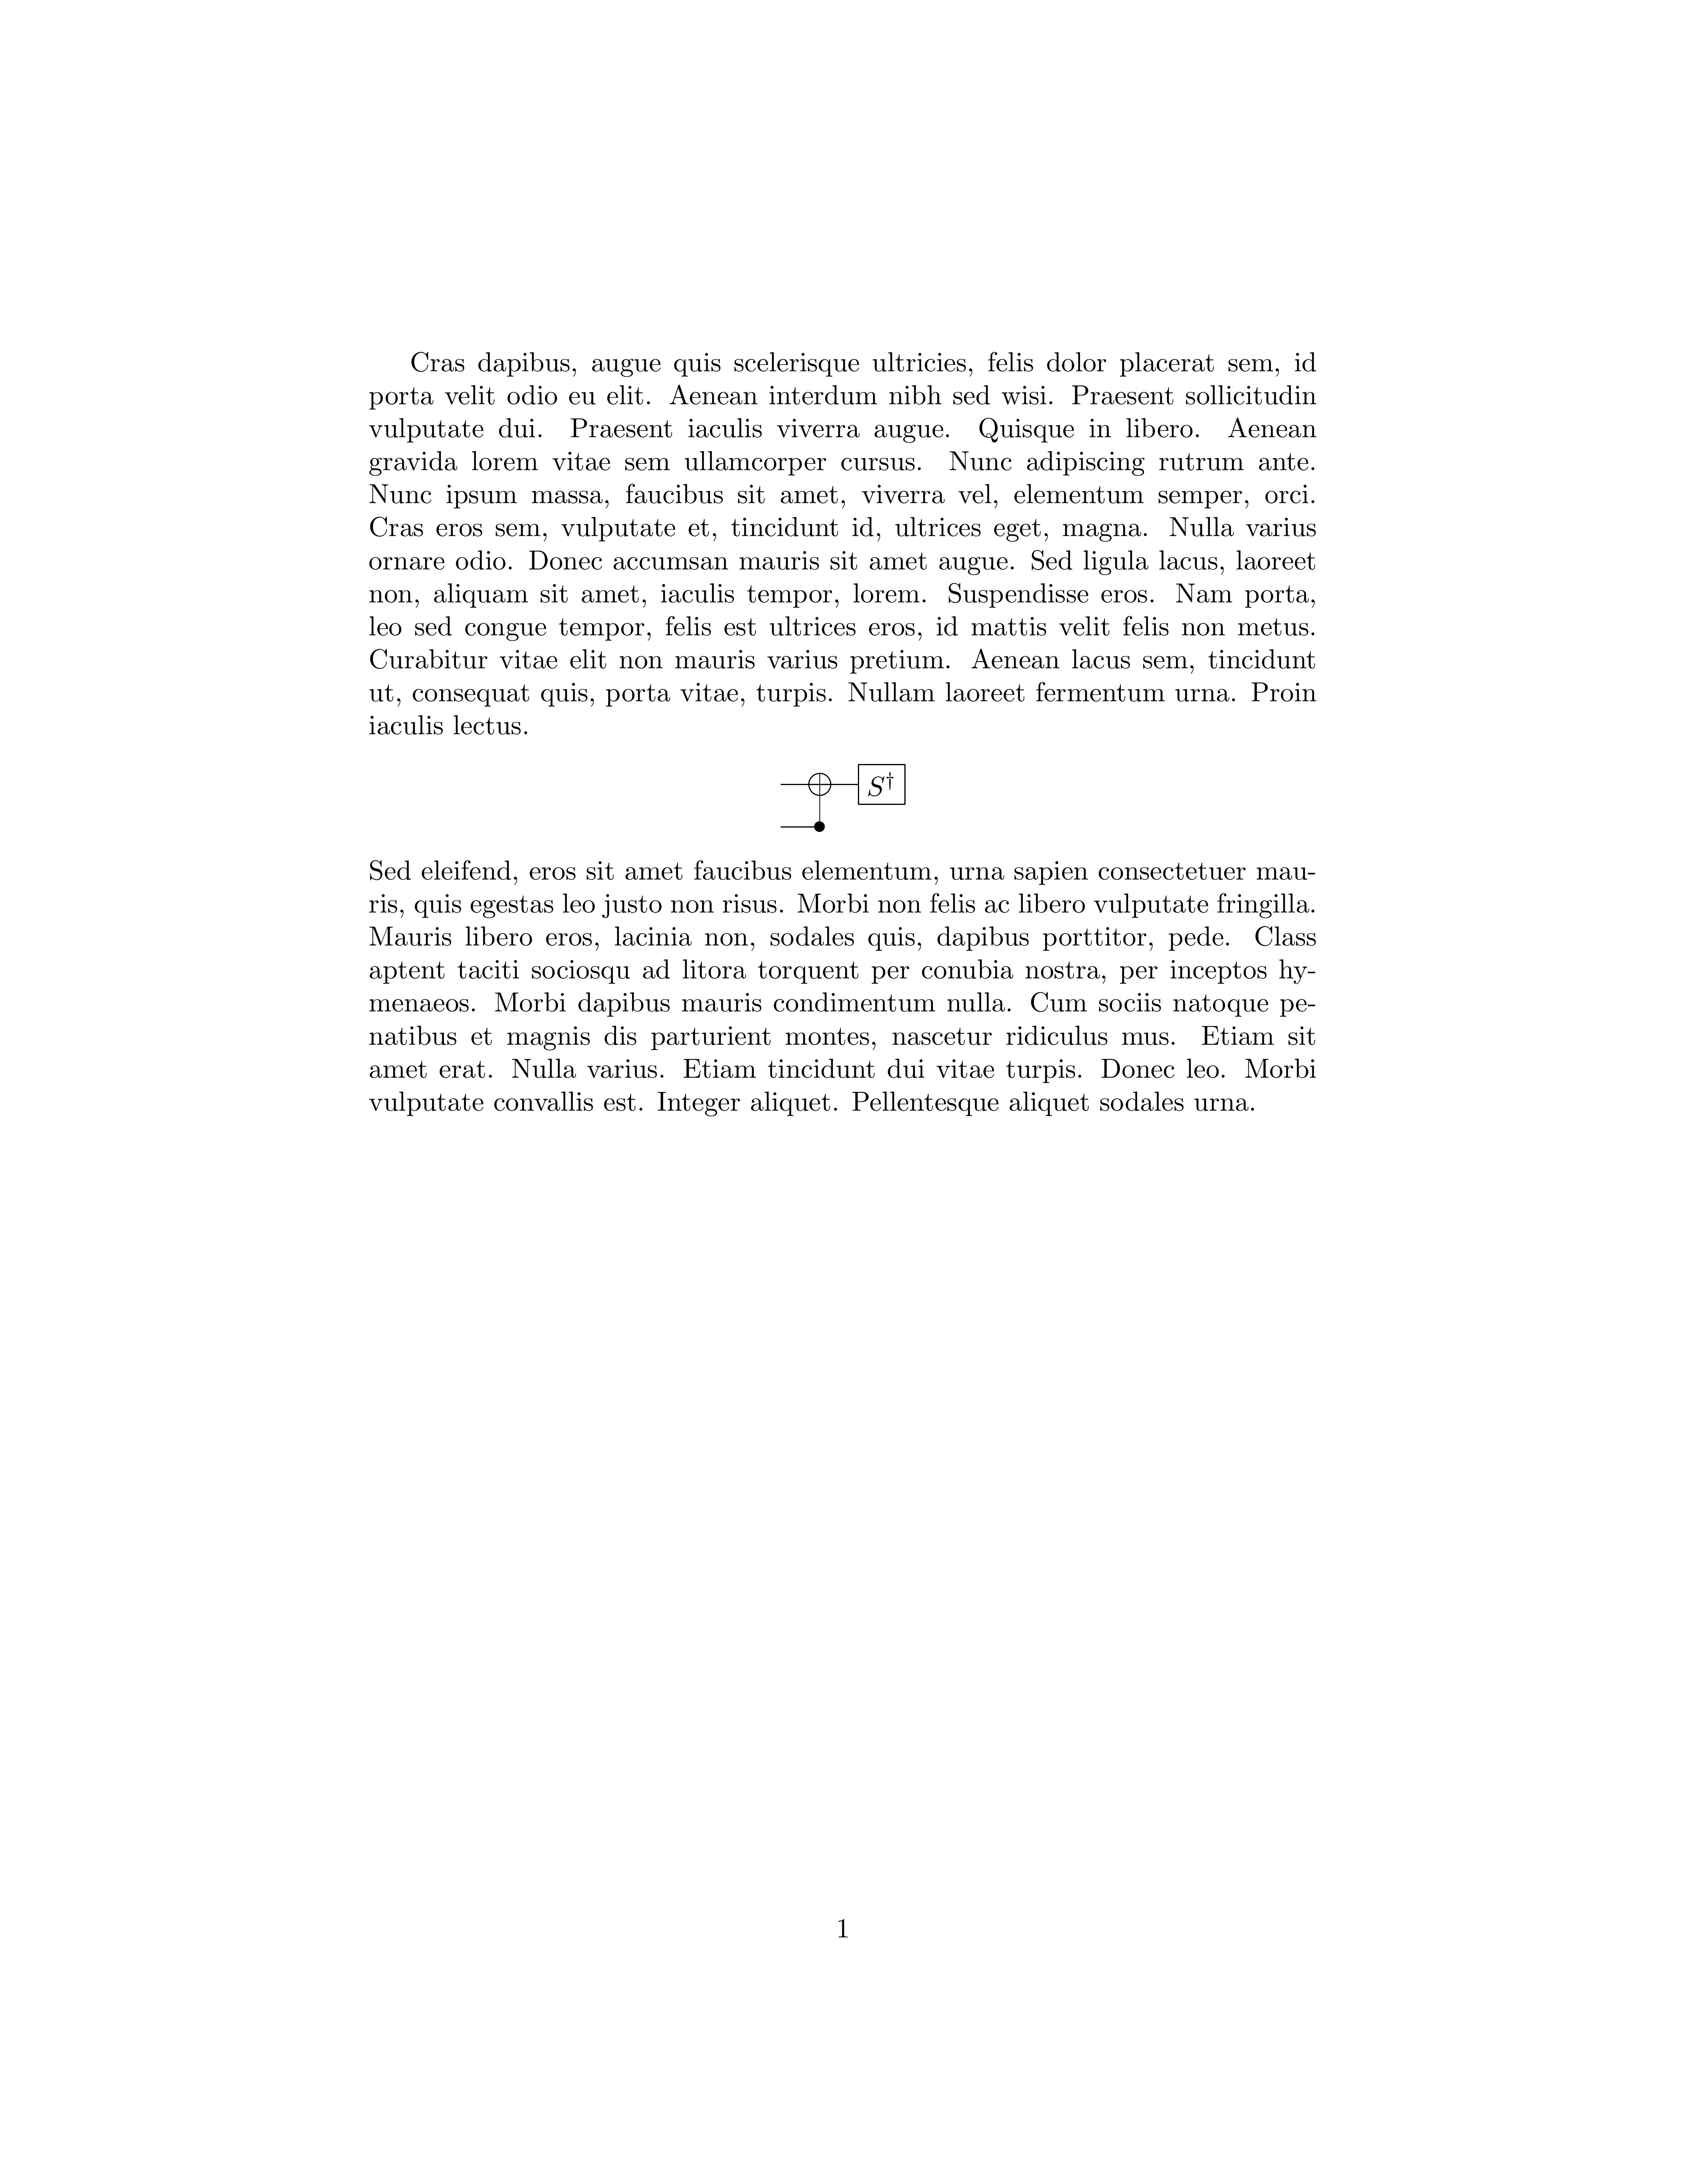 Cras dapibus, augue quis scelerisque ultricies, felis dolor placerat sem, id
porta velit odio eu elit. Aenean interdum nibh sed wisi. Praesent sollicitudin
vulputate dui. Praesent iaculis viverra augue. Quisque in libero. Aenean
gravida lorem vitae sem ullamcorper cursus. Nunc adipiscing rutrum ante.
Nunc ipsum massa, faucibus sit amet, viverra vel, elementum semper, orci.
Cras eros sem, vulputate et, tincidunt id, ultrices eget, magna. Nulla varius
ornare odio. Donec accumsan mauris sit amet augue. Sed ligula lacus, laoreet
non, aliquam sit amet, iaculis tempor, lorem. Suspendisse eros. Nam porta,
leo sed congue tempor, felis est ultrices eros, id mattis velit felis non metus.
Curabitur vitae elit non mauris varius pretium. Aenean lacus sem, tincidunt
ut, consequat quis, porta vitae, turpis. Nullam laoreet fermentum urna. Proin
iaculis lectus.
S†
Sed eleifend, eros sit amet faucibus elementum, urna sapien consectetuer mau-
ris, quis egestas leo justo non risus. Morbi non felis ac libero vulputate fringilla.
Mauris libero eros, lacinia non, sodales quis, dapibus porttitor, pede. Class
aptent taciti sociosqu ad litora torquent per conubia nostra, per inceptos hy-
menaeos. Morbi dapibus mauris condimentum nulla. Cum sociis natoque pe-
natibus et magnis dis parturient montes, nascetur ridiculus mus. Etiam sit
amet erat. Nulla varius. Etiam tincidunt dui vitae turpis. Donec leo. Morbi
vulputate convallis est. Integer aliquet. Pellentesque aliquet sodales urna.
1